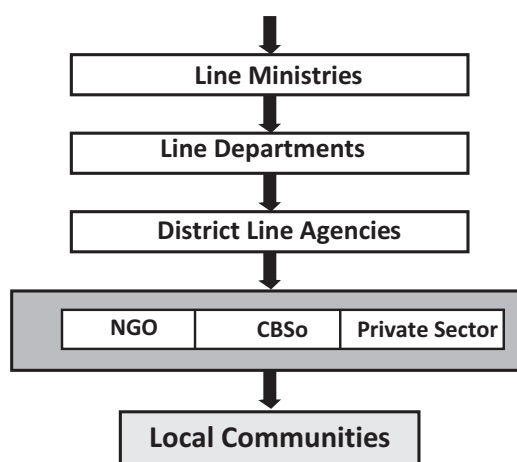 Line Ministries
Line Departments
District Line Agencies
NGO CBSo Private Sector
Local Communities